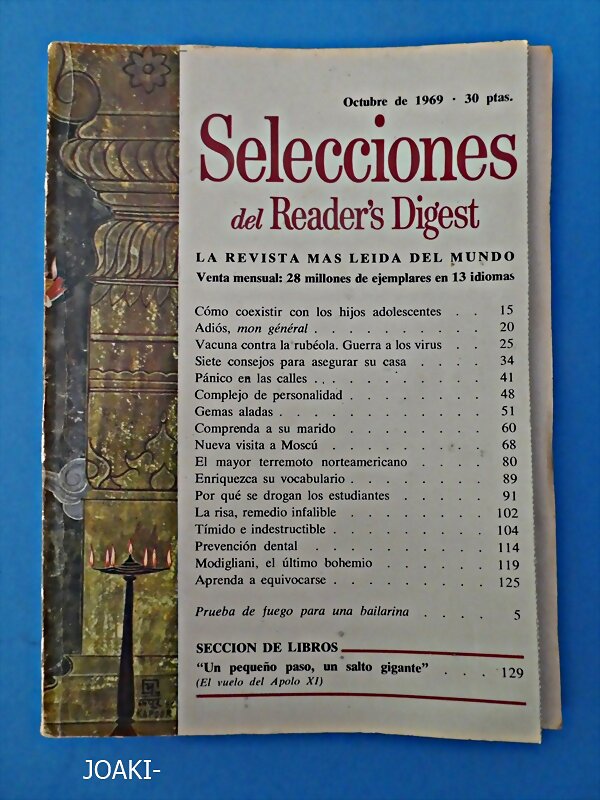 Octubre de 1969 · 30 ptas.
Selecciones
del Reader's Digest
LA REVISTA MAS LEIDA DEL MUNDO
Venta mensual: 28 millones de ejemplares en 13 idiomas
Cómo coexistir con los hijos adolescentes . . 15
Adiós, mon général . . . . . . . . . . 20
Vacuna contra la rubéola. Guerra a los virus . . 25
Siete consejos para asegurar su casa . . . . 34
Pánico en las calles . . . . . . . . . . 41
Complejo de personalidad . . . . . . . . 48
Gemas aladas . . . . . . . . . . . . 51
Comprenda a su marido . . . . . . . . 60
Nueva visita a Moscú . . . . . . . . . 68
El mayor terremoto norteamericano . . . . 80
Enriquezca su vocabulario . . . . . . . . 89
Por qué se drogan los estudiantes . . . . . 91
La risa, remedio infalible . . . . . . . . 102
Tímido e indestructible . . . . . . . . 104
Prevención dental . . . . . . . . . . 114
Modigliani, el último bohemio . . . . . . 119
Aprenda a equivocarse . . . . . . . . . 125
Prueba de fuego para una bailarina . . . . 5
SECCION DE LIBROS
"Un pequeño paso, un salto gigante" . . . 129
(El vuelo del Apolo XI)
KAPOOR
JOAKI-